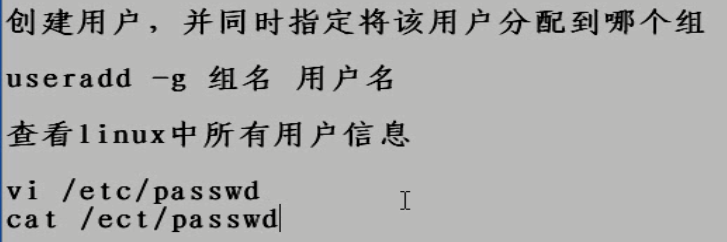 创建用户，并同时指定将该用户分配到哪个组
useradd -g 组名 用户名
查看linux中所有用户信息
vi /etc/passwd
cat /ect/passwd